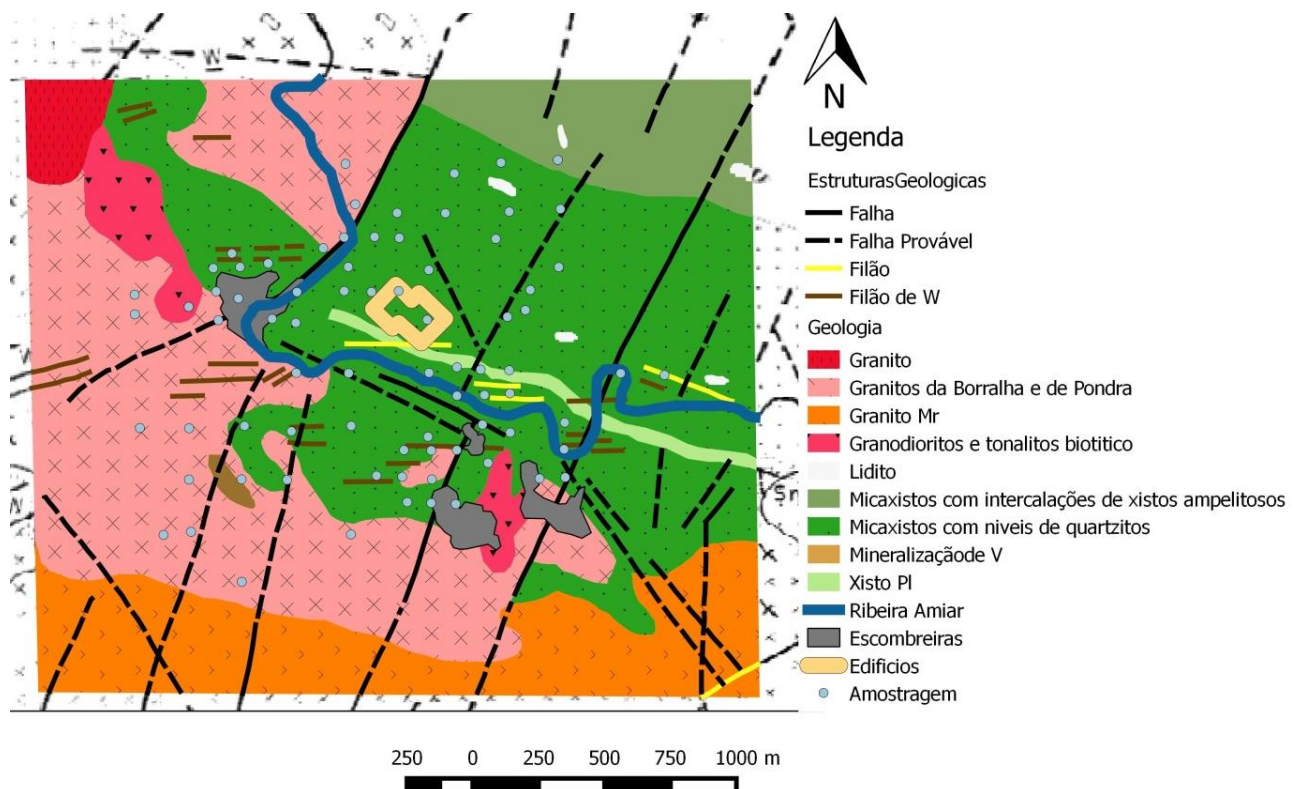 W
N
Legenda
EstruturasGeologicas
Falha
Falha Provável
Filão
Filão de W
Geologia
Granito
Granitos da Borralha e de Pondra
Granito Mr
Granodioritos e tonalitos biotitico
Lidito
Micaxistos com intercalações de xistos ampelitosos
Micaxistos com niveis de quartzitos
Mineralizaçãode V
Xisto Pl
Ribeira Amiar
Escombreiras
Edificios
Amostragem
250 0 250 500 750 1000 m